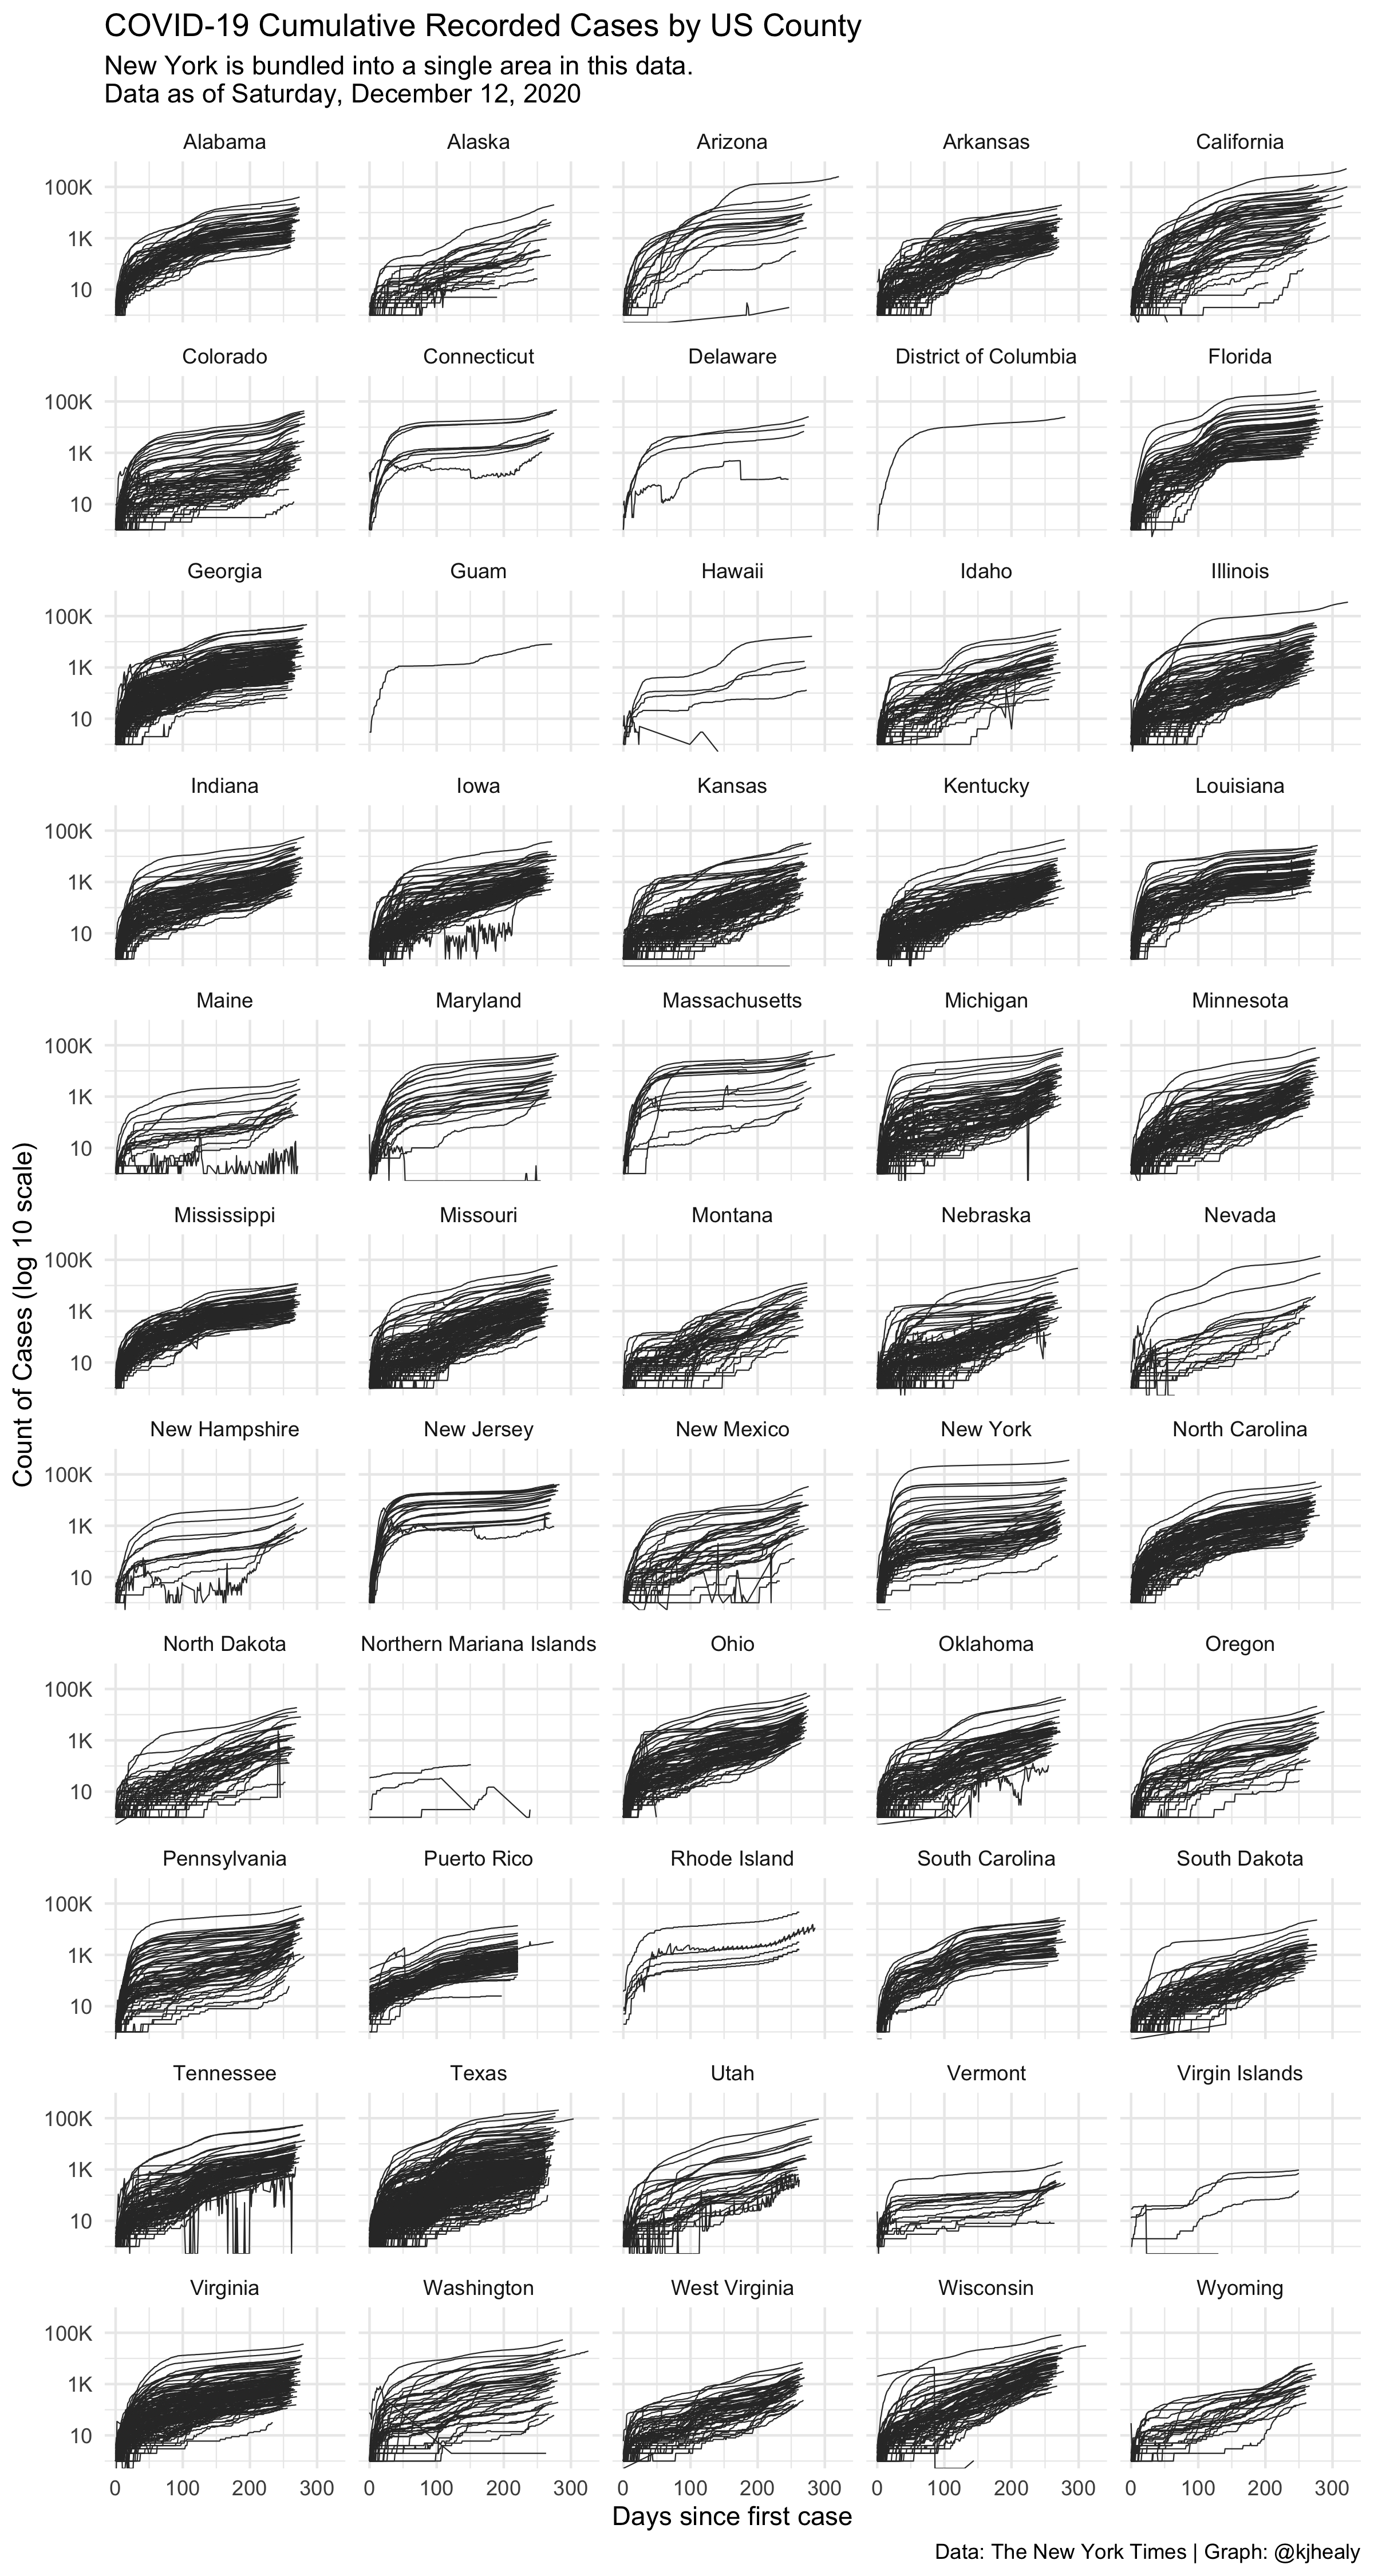 COVID-19 Cumulative Recorded Cases by US County
New York is bundled into a single area in this data.
Data as of Saturday, December 12, 2020
Alabama Alaska Arizona Arkansas California
100K
1K
10
Colorado Connecticut Delaware District of Columbia Florida
100K
1K
10
Georgia Guam Hawaii Idaho Illinois
100K
1K
10
Indiana Iowa Kansas Kentucky Louisiana
100K
1K
10
Maine Maryland Massachusetts Michigan Minnesota
100K
1K
10
Count of Cases (log 10 scale)
Mississippi Missouri Montana Nebraska Nevada
100K
1K
10
New Hampshire New Jersey New Mexico New York North Carolina
100K
1K
10
North Dakota Northern Mariana Islands Ohio Oklahoma Oregon
100K
1K
10
Pennsylvania Puerto Rico Rhode Island South Carolina South Dakota
100K
1K
10
Tennessee Texas Utah Vermont Virgin Islands
100K
1K
10
Virginia Washington West Virginia Wisconsin Wyoming
100K
1K
10
0 100 200 300 0 100 200 300 0 100 200 300 0 100 200 300 0 100 200 300
Days since first case
Data: The New York Times | Graph: @kjhealy